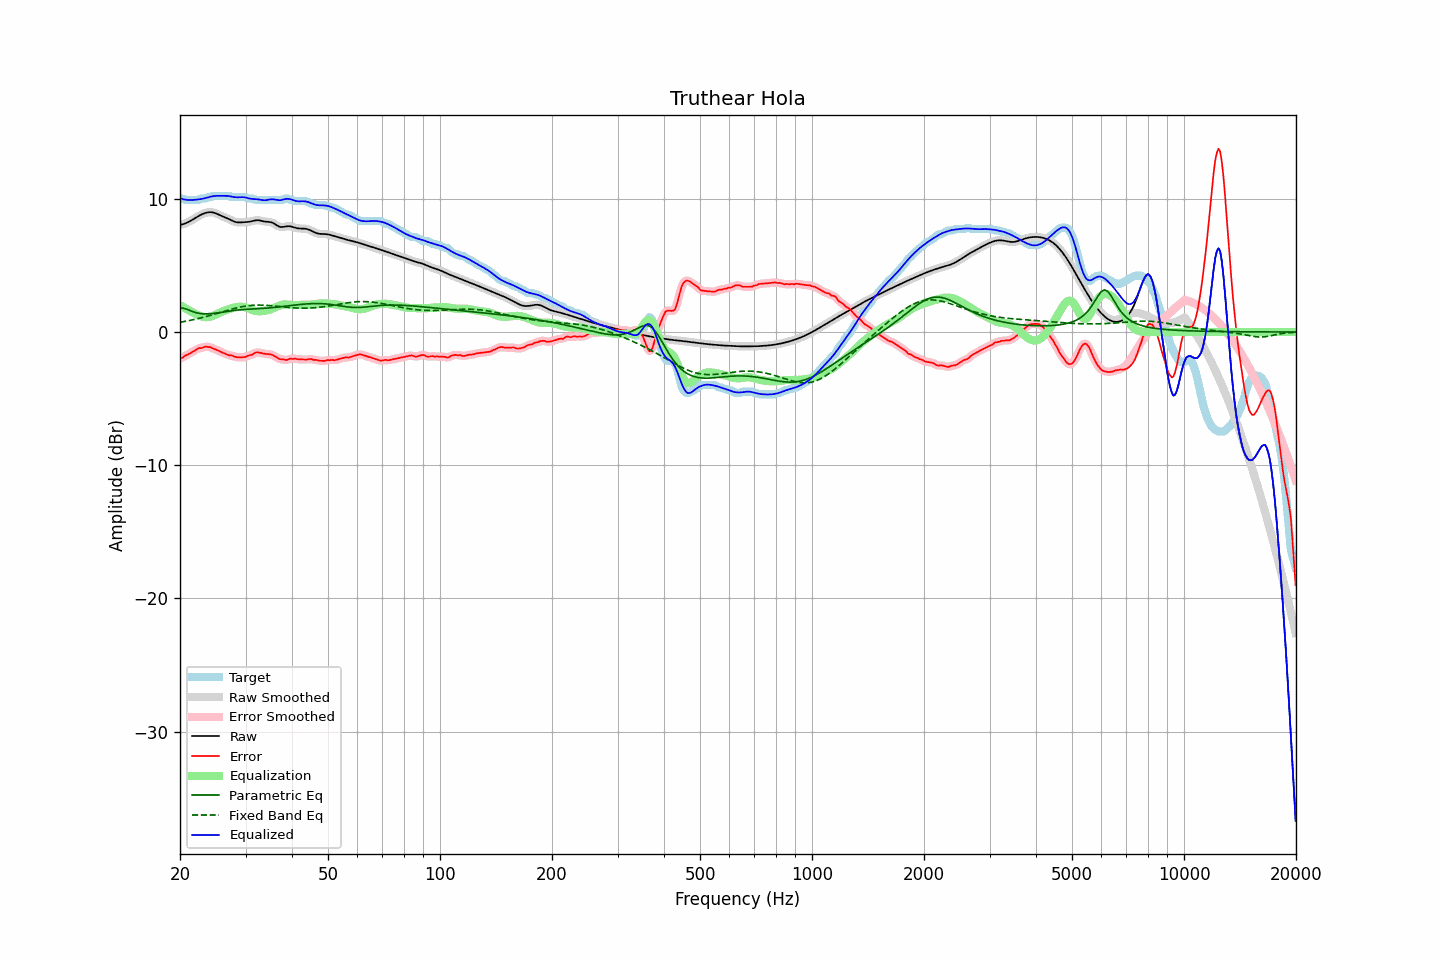 Truthear Hola
Amplitude (dBr)
10
0
−10
−20
−30
Target
Raw Smoothed
Error Smoothed
Raw
Error
Equalization
Parametric Eq
Fixed Band Eq
Equalized
20 50 100 200 500 1000 2000 5000 10000 20000
Frequency (Hz)